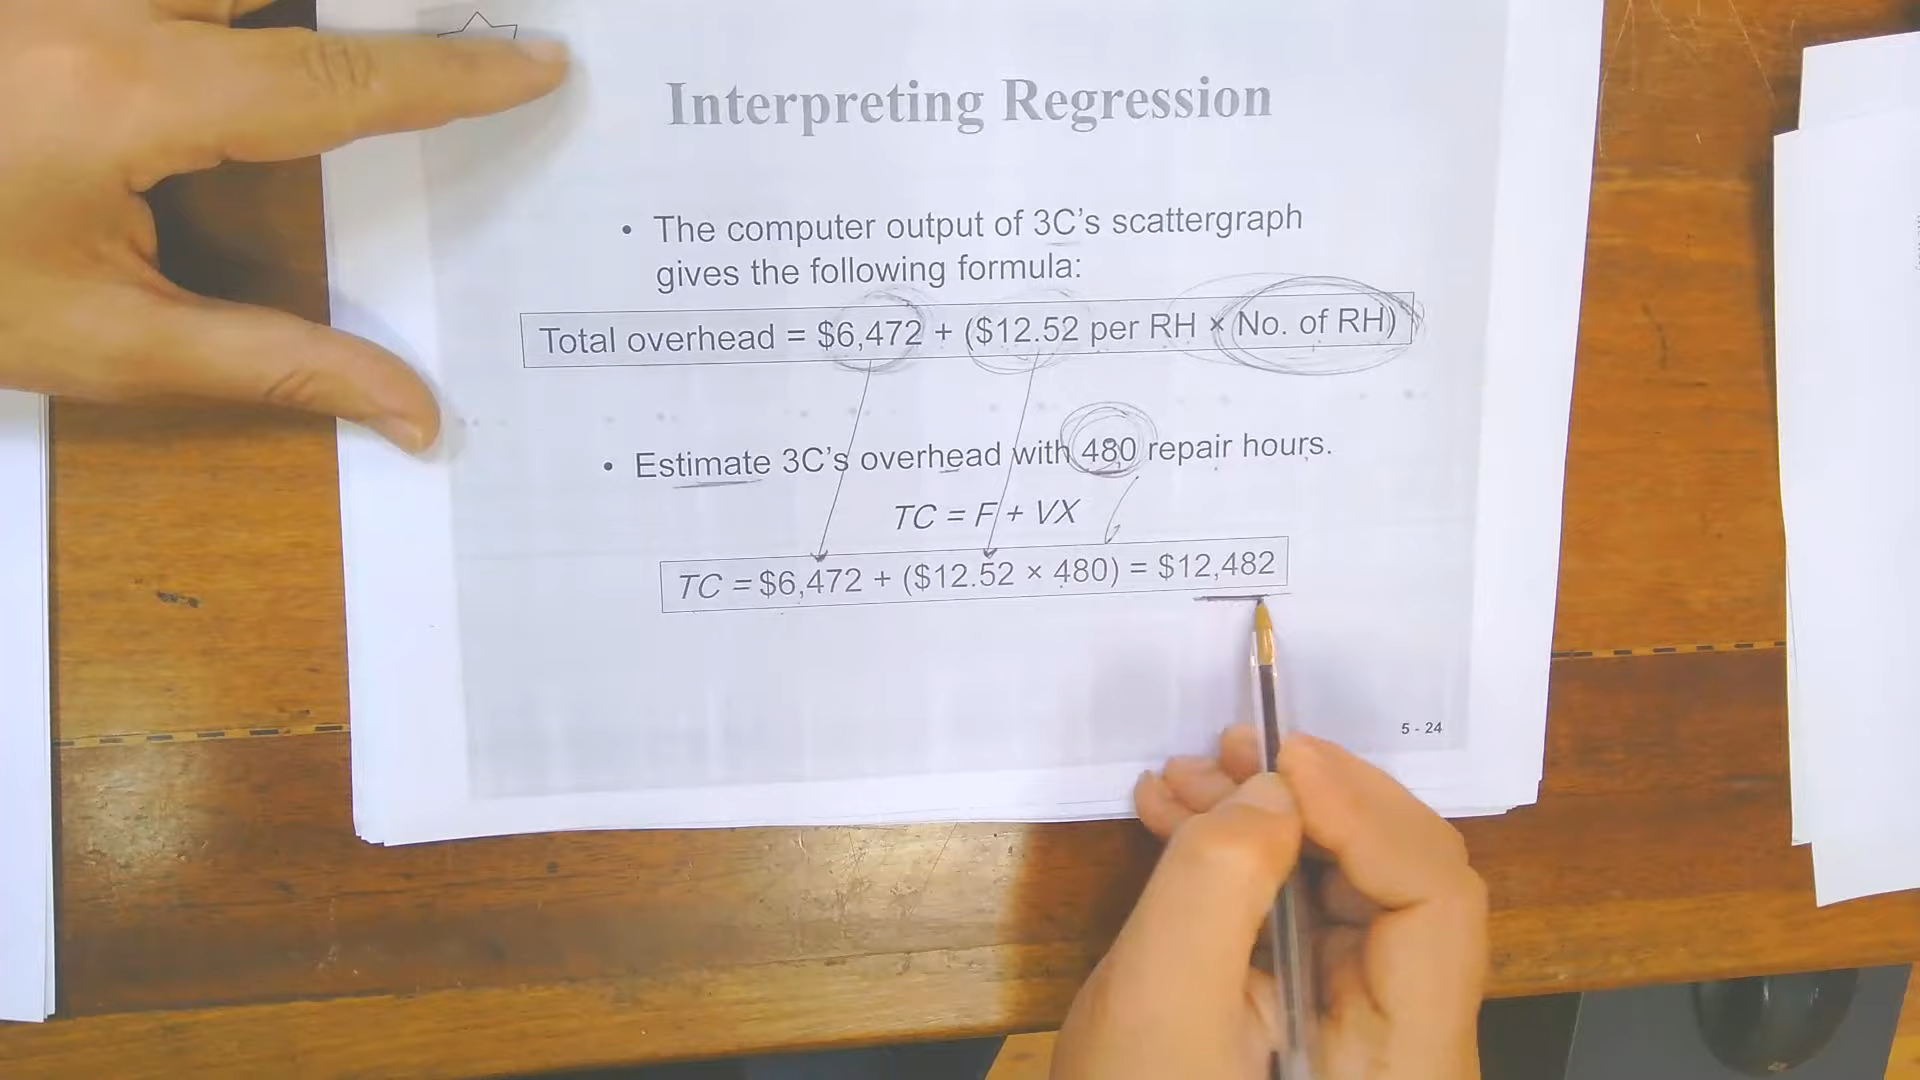 Interpreting Regression
• The computer output of 3C's scattergraph
gives the following formula:
Total overhead = $6,472 + ($12.52 per RH × No. of RH)
• Estimate 3C's overhead with 480 repair hours.
TC = F + VX
TC = $6,472 + ($12.52 × 480) = $12,482
5 - 24